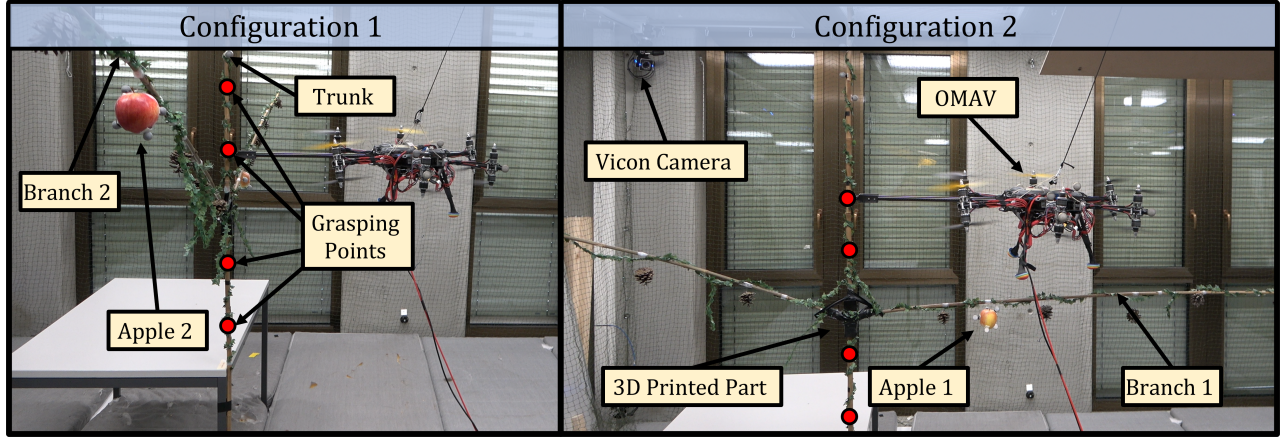 Configuration 1
Configuration 2
Trunk
OMAV
Vicon Camera
Branch 2
Grasping
Points
Apple 2
3D Printed Part
Apple 1
Branch 1